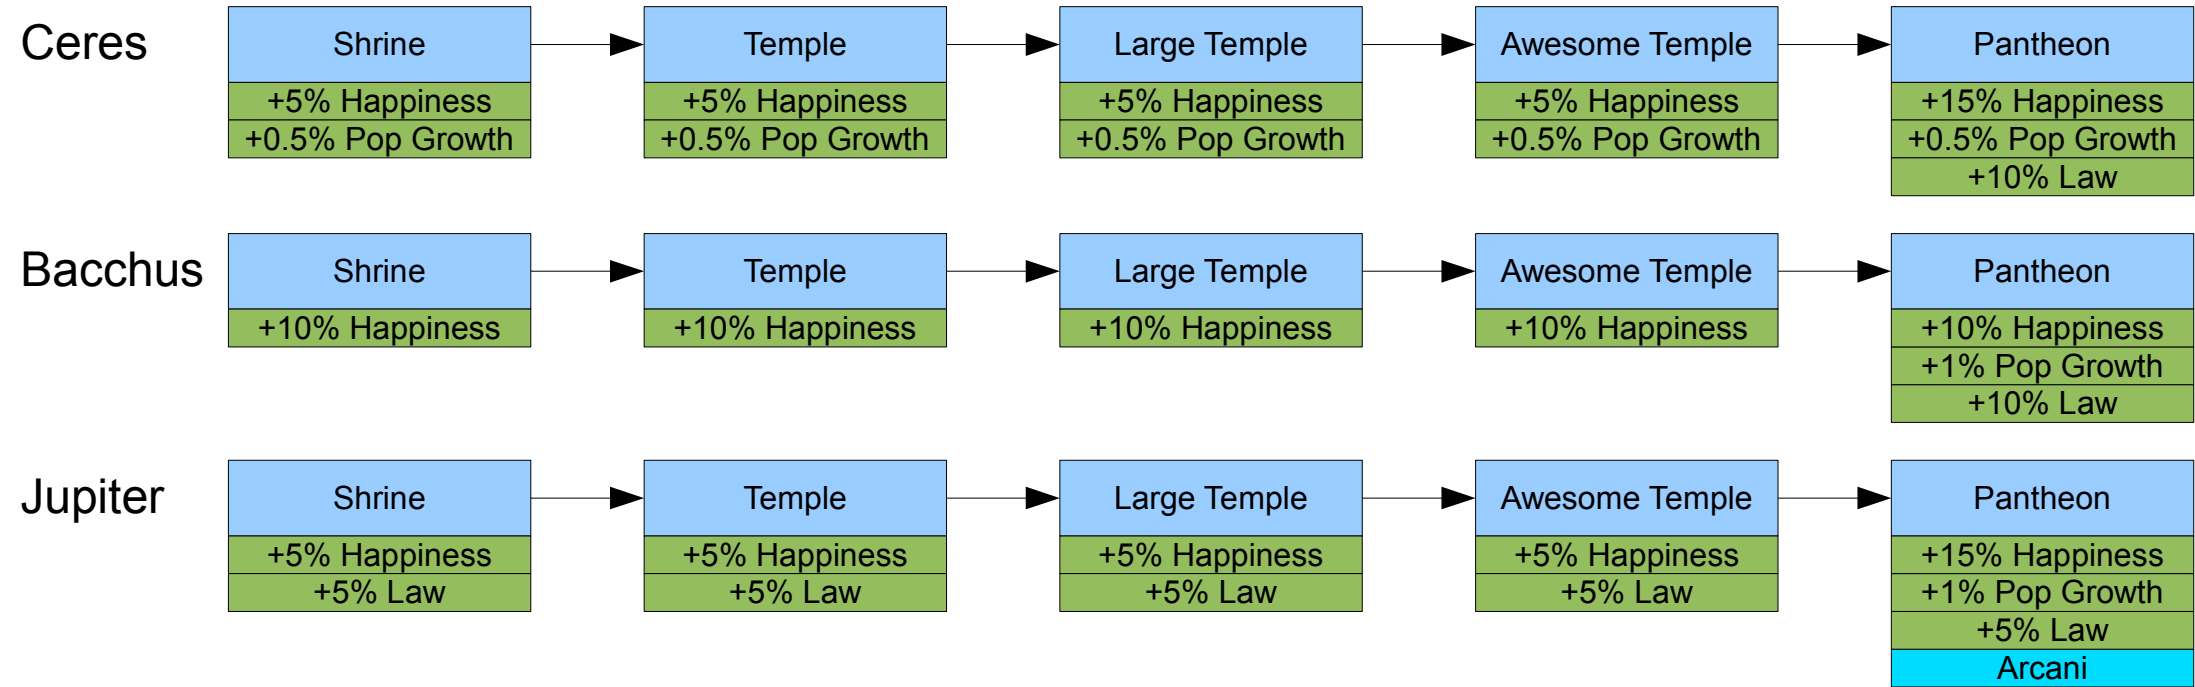 Ceres
Shrine
Temple
Large Temple
Awesome Temple
Pantheon
+5% Happiness
+5% Happiness
+5% Happiness
+5% Happiness
+15% Happiness
+0.5% Pop Growth
+0.5% Pop Growth
+0.5% Pop Growth
+0.5% Pop Growth
+0.5% Pop Growth
+10% Law
Bacchus
Shrine
Temple
Large Temple
Awesome Temple
Pantheon
+10% Happiness
+10% Happiness
+10% Happiness
+10% Happiness
+10% Happiness
+1% Pop Growth
+10% Law
Jupiter
Shrine
Temple
Large Temple
Awesome Temple
Pantheon
+5% Happiness
+5% Happiness
+5% Happiness
+5% Happiness
+15% Happiness
+5% Law
+5% Law
+5% Law
+5% Law
+1% Pop Growth
+5% Law
Arcani